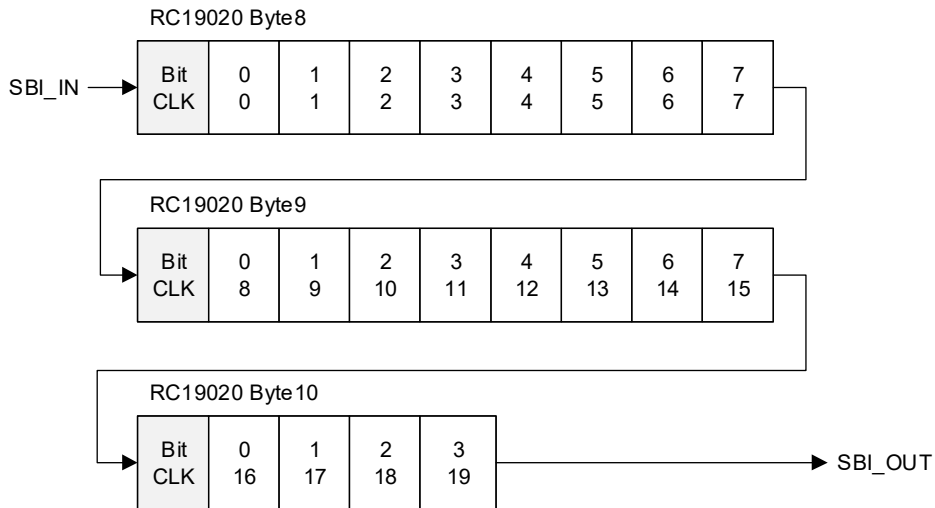 RC19020 Byte8
SBI_IN
Bit 0 1 2 3 4 5 6 7
CLK 0 1 2 3 4 5 6 7
RC19020 Byte9
Bit 0 1 2 3 4 5 6 7
CLK 8 9 10 11 12 13 14 15
RC19020 Byte10
Bit 0 1 2 3
CLK 16 17 18 19
SBI_OUT